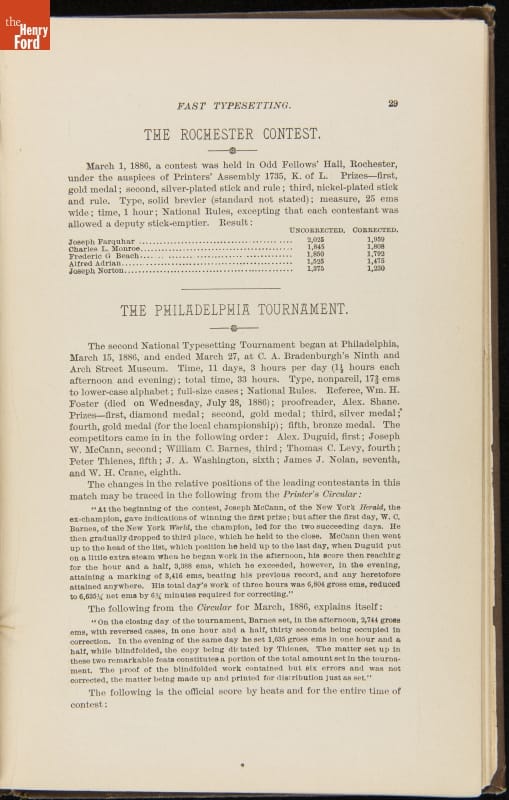 the
Henry
Ford
FAST TYPESETTING. 29
THE ROCHESTER CONTEST.
March 1, 1886, a contest was held in Odd Fellows' Hall, Rochester,
under the auspices of Printers' Assembly 1735, K. of L. Prizes—first,
gold medal; second, silver-plated stick and rule; third, nickel-plated stick
and rule. Type, solid brevier (standard not stated); measure, 25 ems
wide; time, 1 hour; National Rules, excepting that each contestant was
allowed a deputy stick-emptier. Result:
UNCORRECTED. CORRECTED.
Joseph Farquhar 2,025 1,959
Charles L. Monroe 1,845 1,808
Frederic G Beach 1,850 1,792
Alfred Adrian 1,525 1,475
Joseph Norton 1,375 1,230
THE PHILADELPHIA TOURNAMENT.
The second National Typesetting Tournament began at Philadelphia,
March 15, 1886, and ended March 27, at C. A. Bradenburgh's Ninth and
Arch Street Museum. Time, 11 days, 3 hours per day (1½ hours each
afternoon and evening); total time, 33 hours. Type, nonpareil, 17¾ ems
to lower-case alphabet; full-size cases; National Rules. Referee, Wm. H.
Foster (died on Wednesday, July 28, 1886); proofreader, Alex. Shane.
Prizes—first, diamond medal; second, gold medal; third, silver medal;
fourth, gold medal (for the local championship); fifth, bronze medal. The
competitors came in in the following order: Alex. Duguid, first; Joseph
W. McCann, second; William C. Barnes, third; Thomas C. Levy, fourth;
Peter Thienes, fifth; J. A. Washington, sixth; James J. Nolan, seventh,
and W. H. Crane, eighth.
The changes in the relative positions of the leading contestants in this
match may be traced in the following from the Printer's Circular:
"At the beginning of the contest, Joseph McCann, of the New York Herald, the
ex-champion, gave indications of winning the first prize; but after the first day, W. C.
Barnes, of the New York World, the champion, led for the two succeeding days. He
then gradually dropped to third place, which he held to the close. McCann then went
up to the head of the list, which position he held up to the last day, when Duguid put
on a little extra steam when he began work in the afternoon, his score then reaching
for the hour and a half, 3,388 ems, which he exceeded, however, in the evening,
attaining a marking of 3,416 ems, beating his previous record, and any heretofore
attained anywhere. His total day's work of three hours was 6,804 gross ems, reduced
to 6,635¼ net ems by 6¾ minutes required for correcting."
The following from the Circular for March, 1886, explains itself:
"On the closing day of the tournament, Barnes set, in the afternoon, 2,744 gross
ems, with reversed cases, in one hour and a half, thirty seconds being occupied in
correction. In the evening of the same day he set 1,635 gross ems in one hour and a
half, while blindfolded, the copy being dictated by Thienes. The matter set up in
these two remarkable feats constitutes a portion of the total amount set in the tourna-
ment. The proof of the blindfolded work contained but six errors and was not
corrected, the matter being made up and printed for distribution just as set."
The following is the official score by heats and for the entire time of
contest: